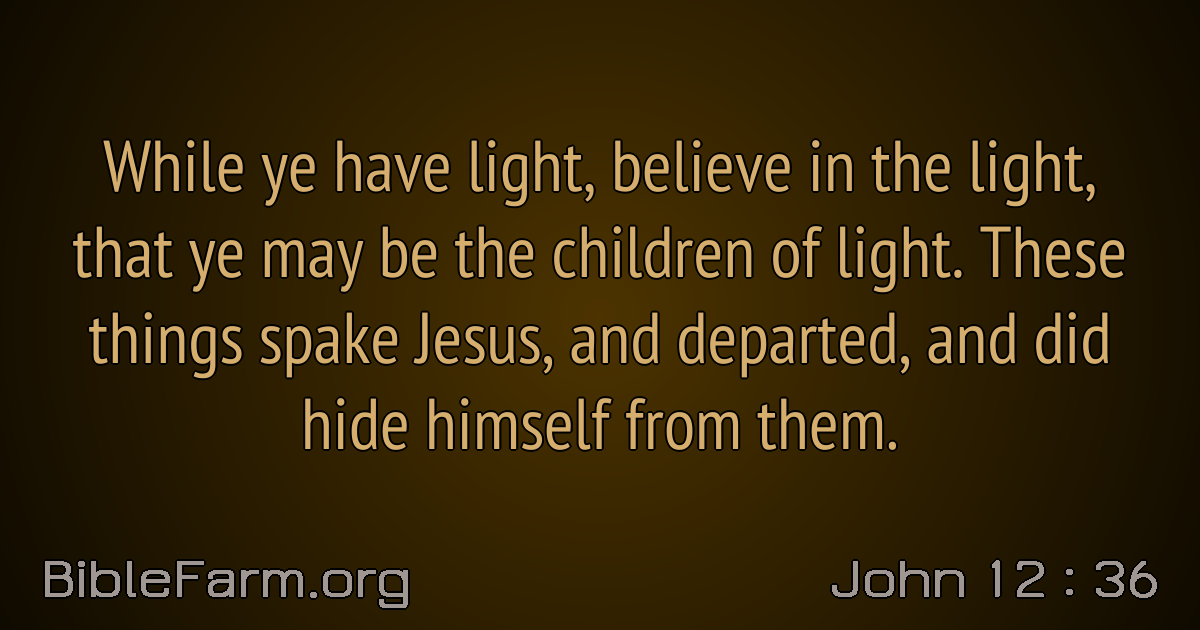 While ye have light, believe in the light,
that ye may be the children of light. These
things spake Jesus, and departed, and did
hide himself from them.
BibleFarm.org
John 12 : 36